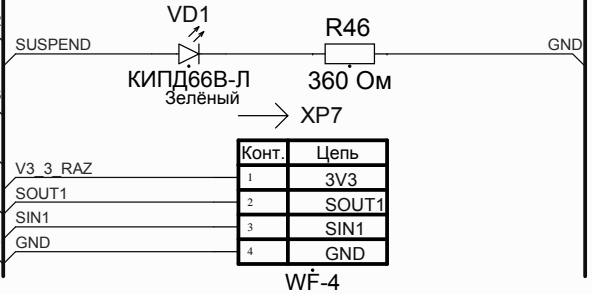 VD1
R46
SUSPEND
GND
КИПД66В-Л
360 Ом
Зелёный
XP7
Конт. Цепь
V3_3_RAZ
1 3V3
SOUT1
2 SOUT1
SIN1
3 SIN1
GND
4 GND
WF-4